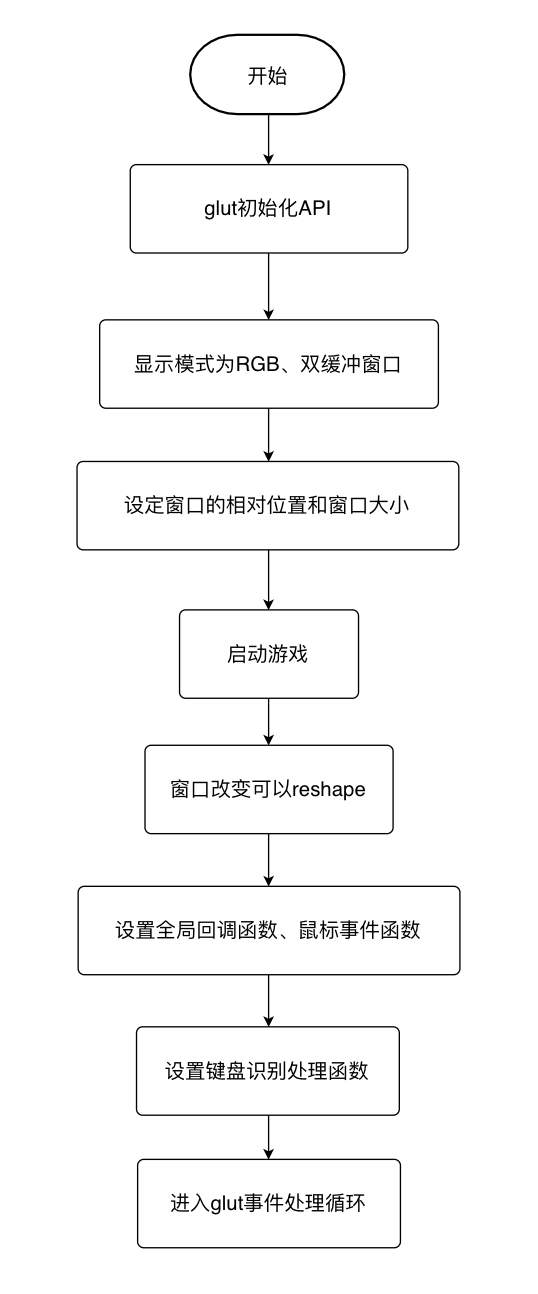 开始
glut初始化API
显示模式为RGB、双缓冲窗口
设定窗口的相对位置和窗口大小
启动游戏
窗口改变可以reshape
设置全局回调函数、鼠标事件函数
设置键盘识别处理函数
进入glut事件处理循环